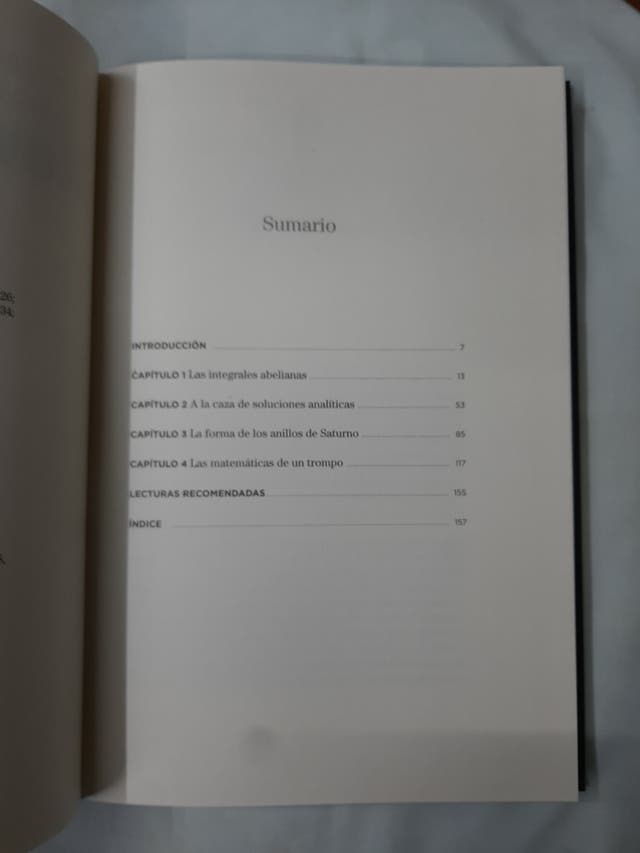 26;
34;
Sumario
INTRODUCCIÓN 7
CAPÍTULO 1 Las integrales abelianas 13
CAPÍTULO 2 A la caza de soluciones analíticas 53
CAPÍTULO 3 La forma de los anillos de Saturno 85
CAPÍTULO 4 Las matemáticas de un trompo 117
LECTURAS RECOMENDADAS 155
ÍNDICE 157